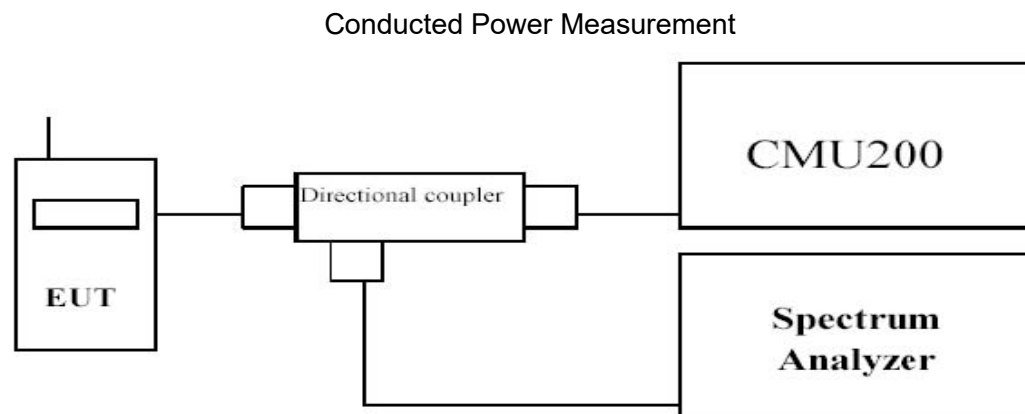 Conducted Power Measurement
CMU200
Directional coupler
EUT
Spectrum
Analyzer